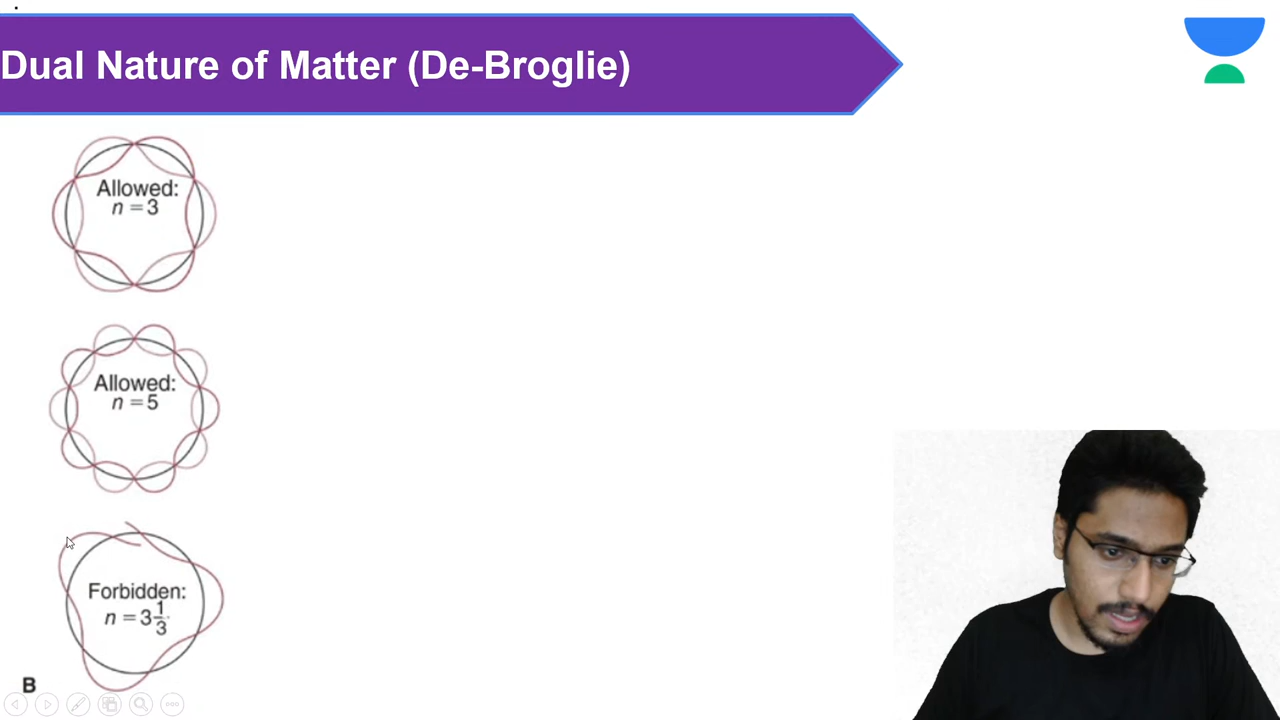 Dual Nature of Matter (De-Broglie)
Allowed:
n = 3
Allowed:
n = 5
Forbidden:
n = 3 1/3
B